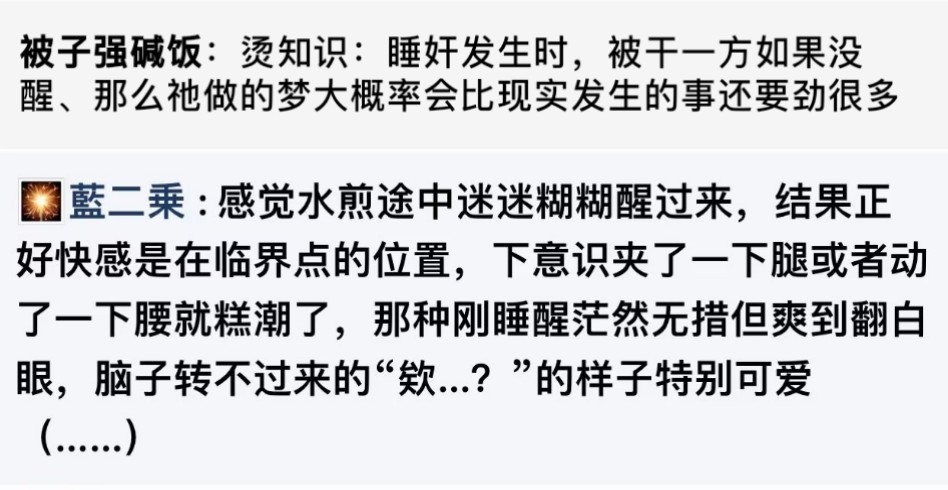 被子强碱饭：烫知识：睡奸发生时，被干一方如果没
醒、那么祂做的梦大概率会比现实发生的事还要劲很多
藍二乗：感觉水煎途中迷迷糊糊醒过来，结果正
好快感是在临界点的位置，下意识夹了一下腿或者动
了一下腰就糕潮了，那种刚睡醒茫然无措但爽到翻白
眼，脑子转不过来的“欸...？”的样子特别可爱
（......）